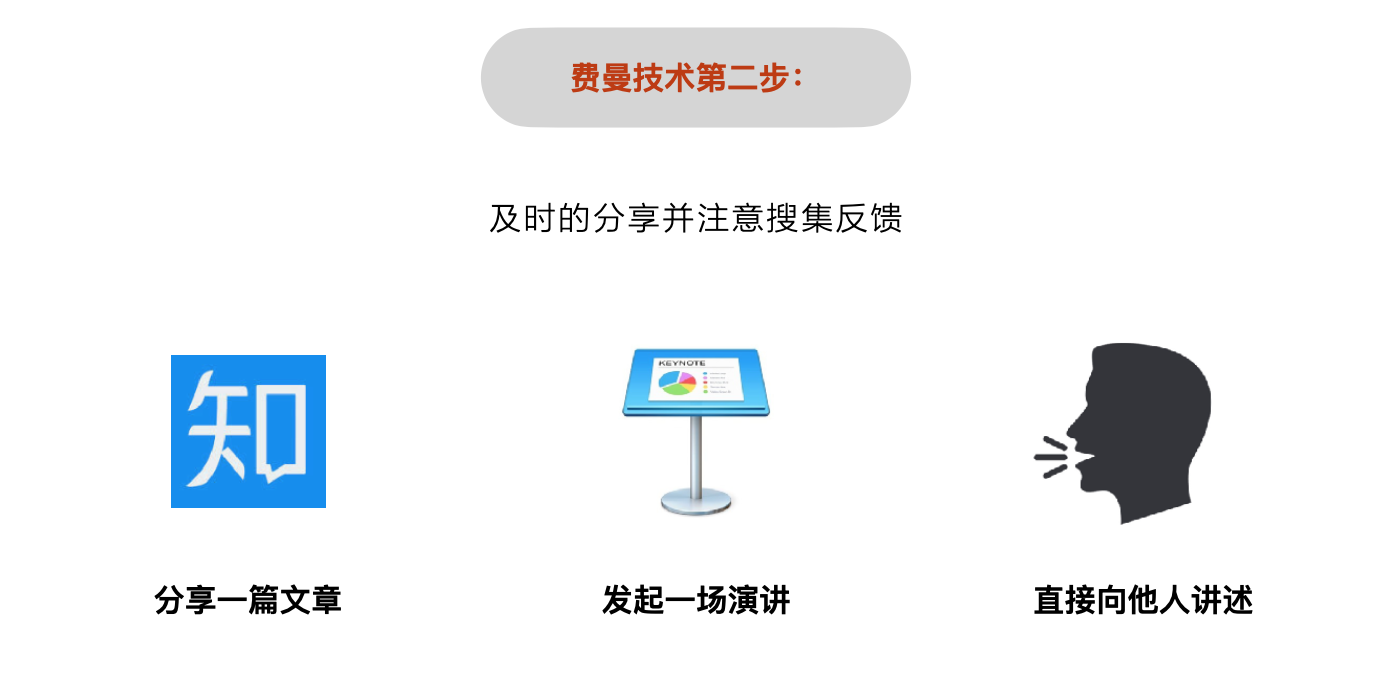 费曼技术第二步：
及时的分享并注意搜集反馈
知
KEYNOTE
分享一篇文章
发起一场演讲
直接向他人讲述